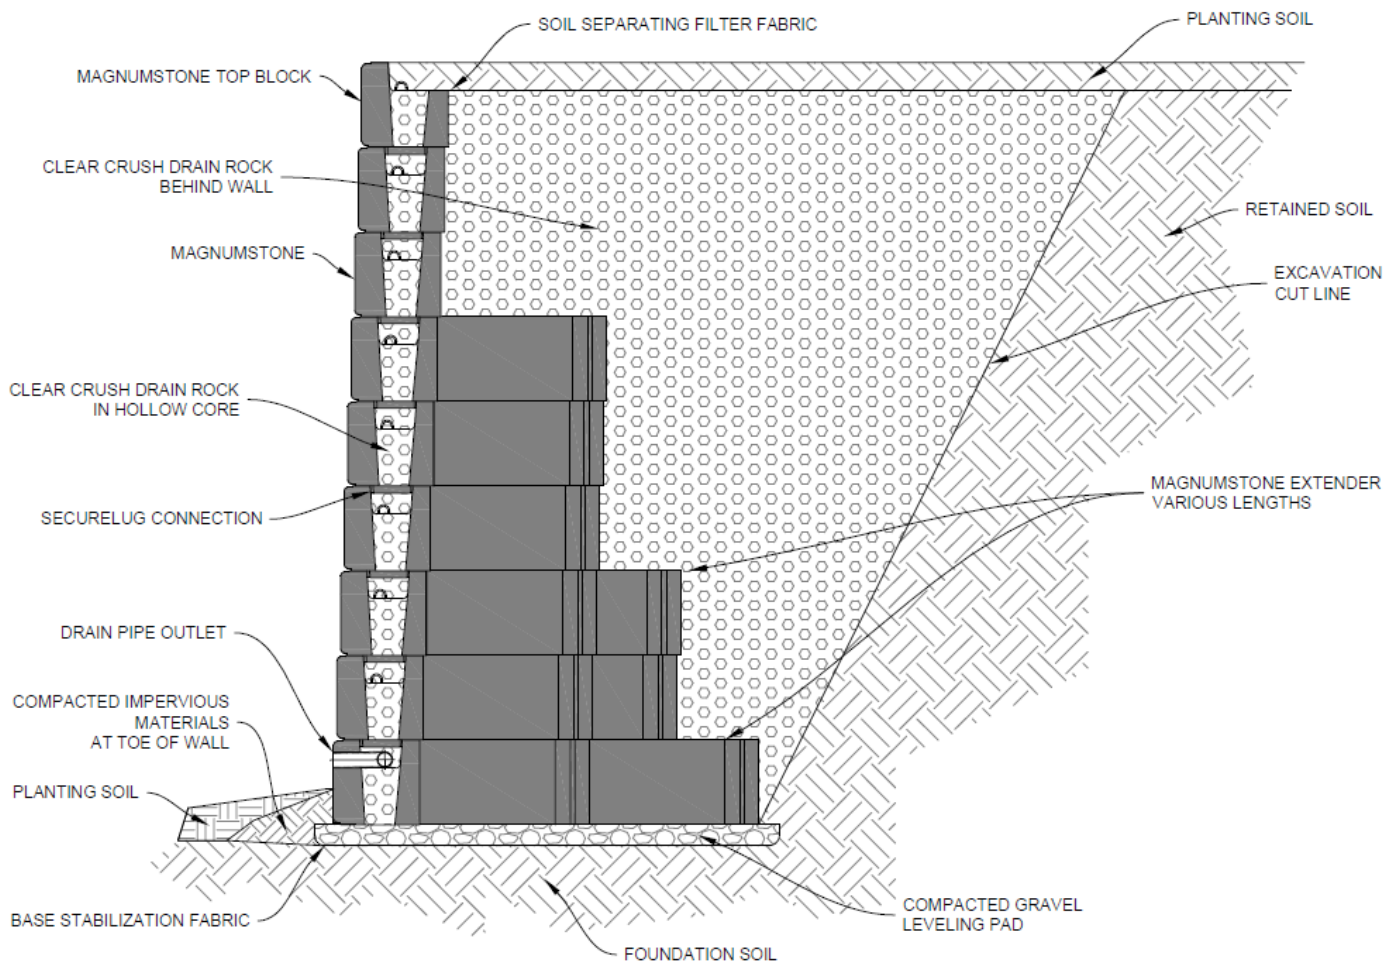 SOIL SEPARATING FILTER FABRIC
PLANTING SOIL
MAGNUMSTONE TOP BLOCK
CLEAR CRUSH DRAIN ROCK
BEHIND WALL
RETAINED SOIL
MAGNUMSTONE
EXCAVATION
CUT LINE
CLEAR CRUSH DRAIN ROCK
IN HOLLOW CORE
MAGNUMSTONE EXTENDER
VARIOUS LENGTHS
SECURELUG CONNECTION
DRAIN PIPE OUTLET
COMPACTED IMPERVIOUS
MATERIALS
AT TOE OF WALL
PLANTING SOIL
BASE STABILIZATION FABRIC
COMPACTED GRAVEL
LEVELING PAD
FOUNDATION SOIL